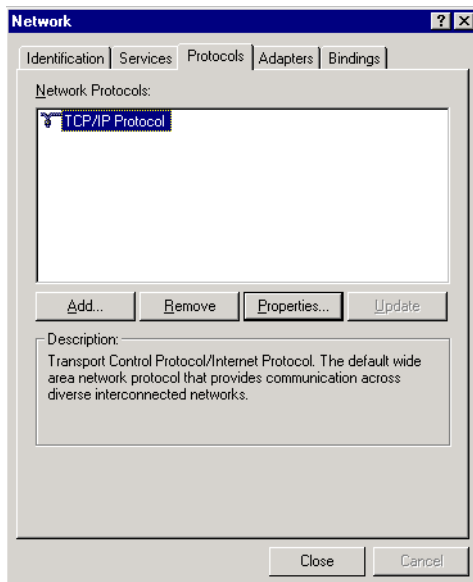 Network
Identification Services Protocols Adapters Bindings
Network Protocols:
TCP/IP Protocol
Add... Remove Properties... Update
Description:
Transport Control Protocol/Internet Protocol. The default wide
area network protocol that provides communication across
diverse interconnected networks.
Close Cancel